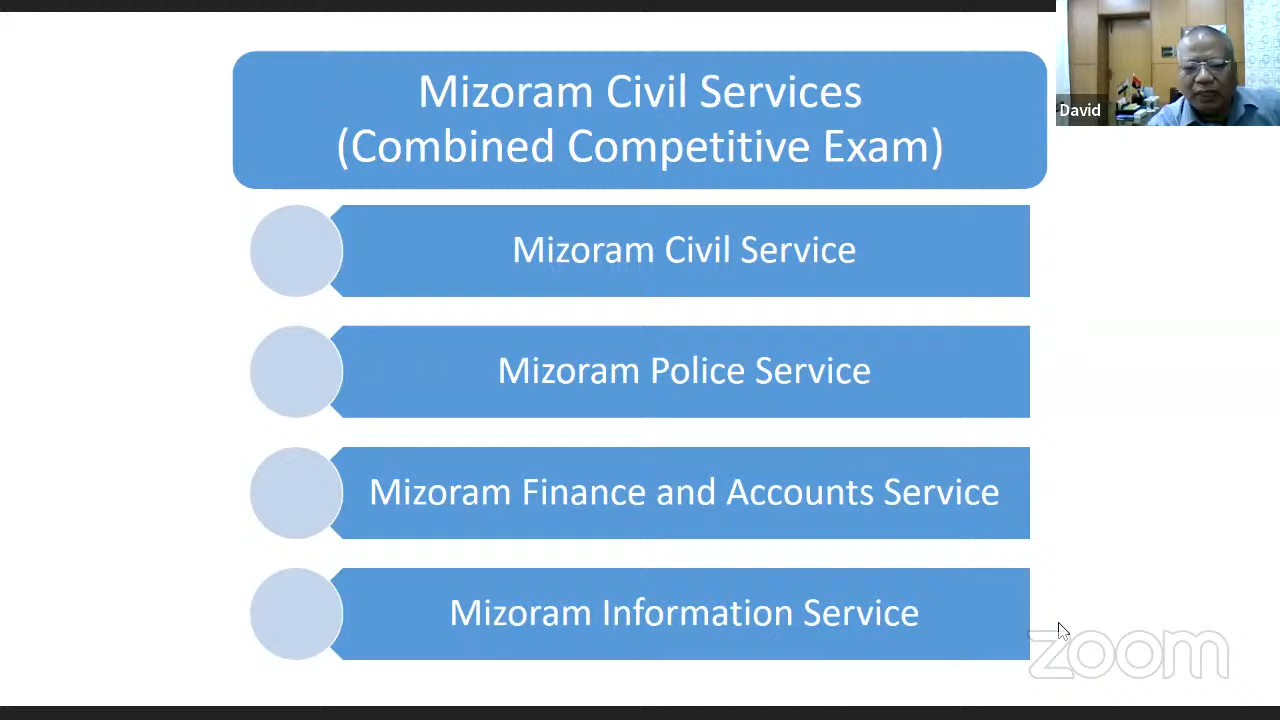 Mizoram Civil Services
(Combined Competitive Exam)
David
Mizoram Civil Service
Mizoram Police Service
Mizoram Finance and Accounts Service
Mizoram Information Service
zoom